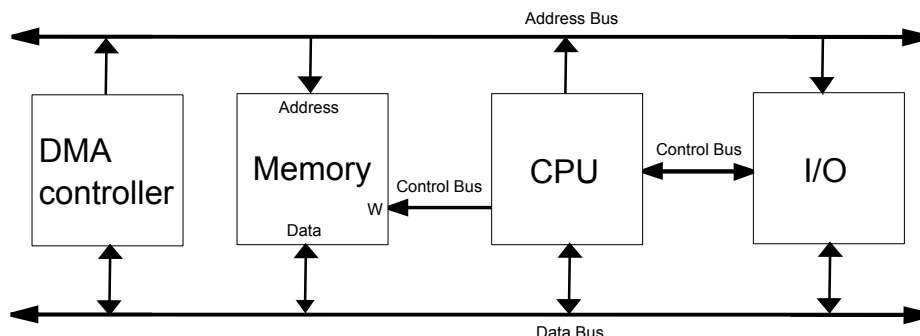 Address Bus
DMA
controller
Address
Memory
W
Data
Control Bus
CPU
Control Bus
I/O
Data Bus